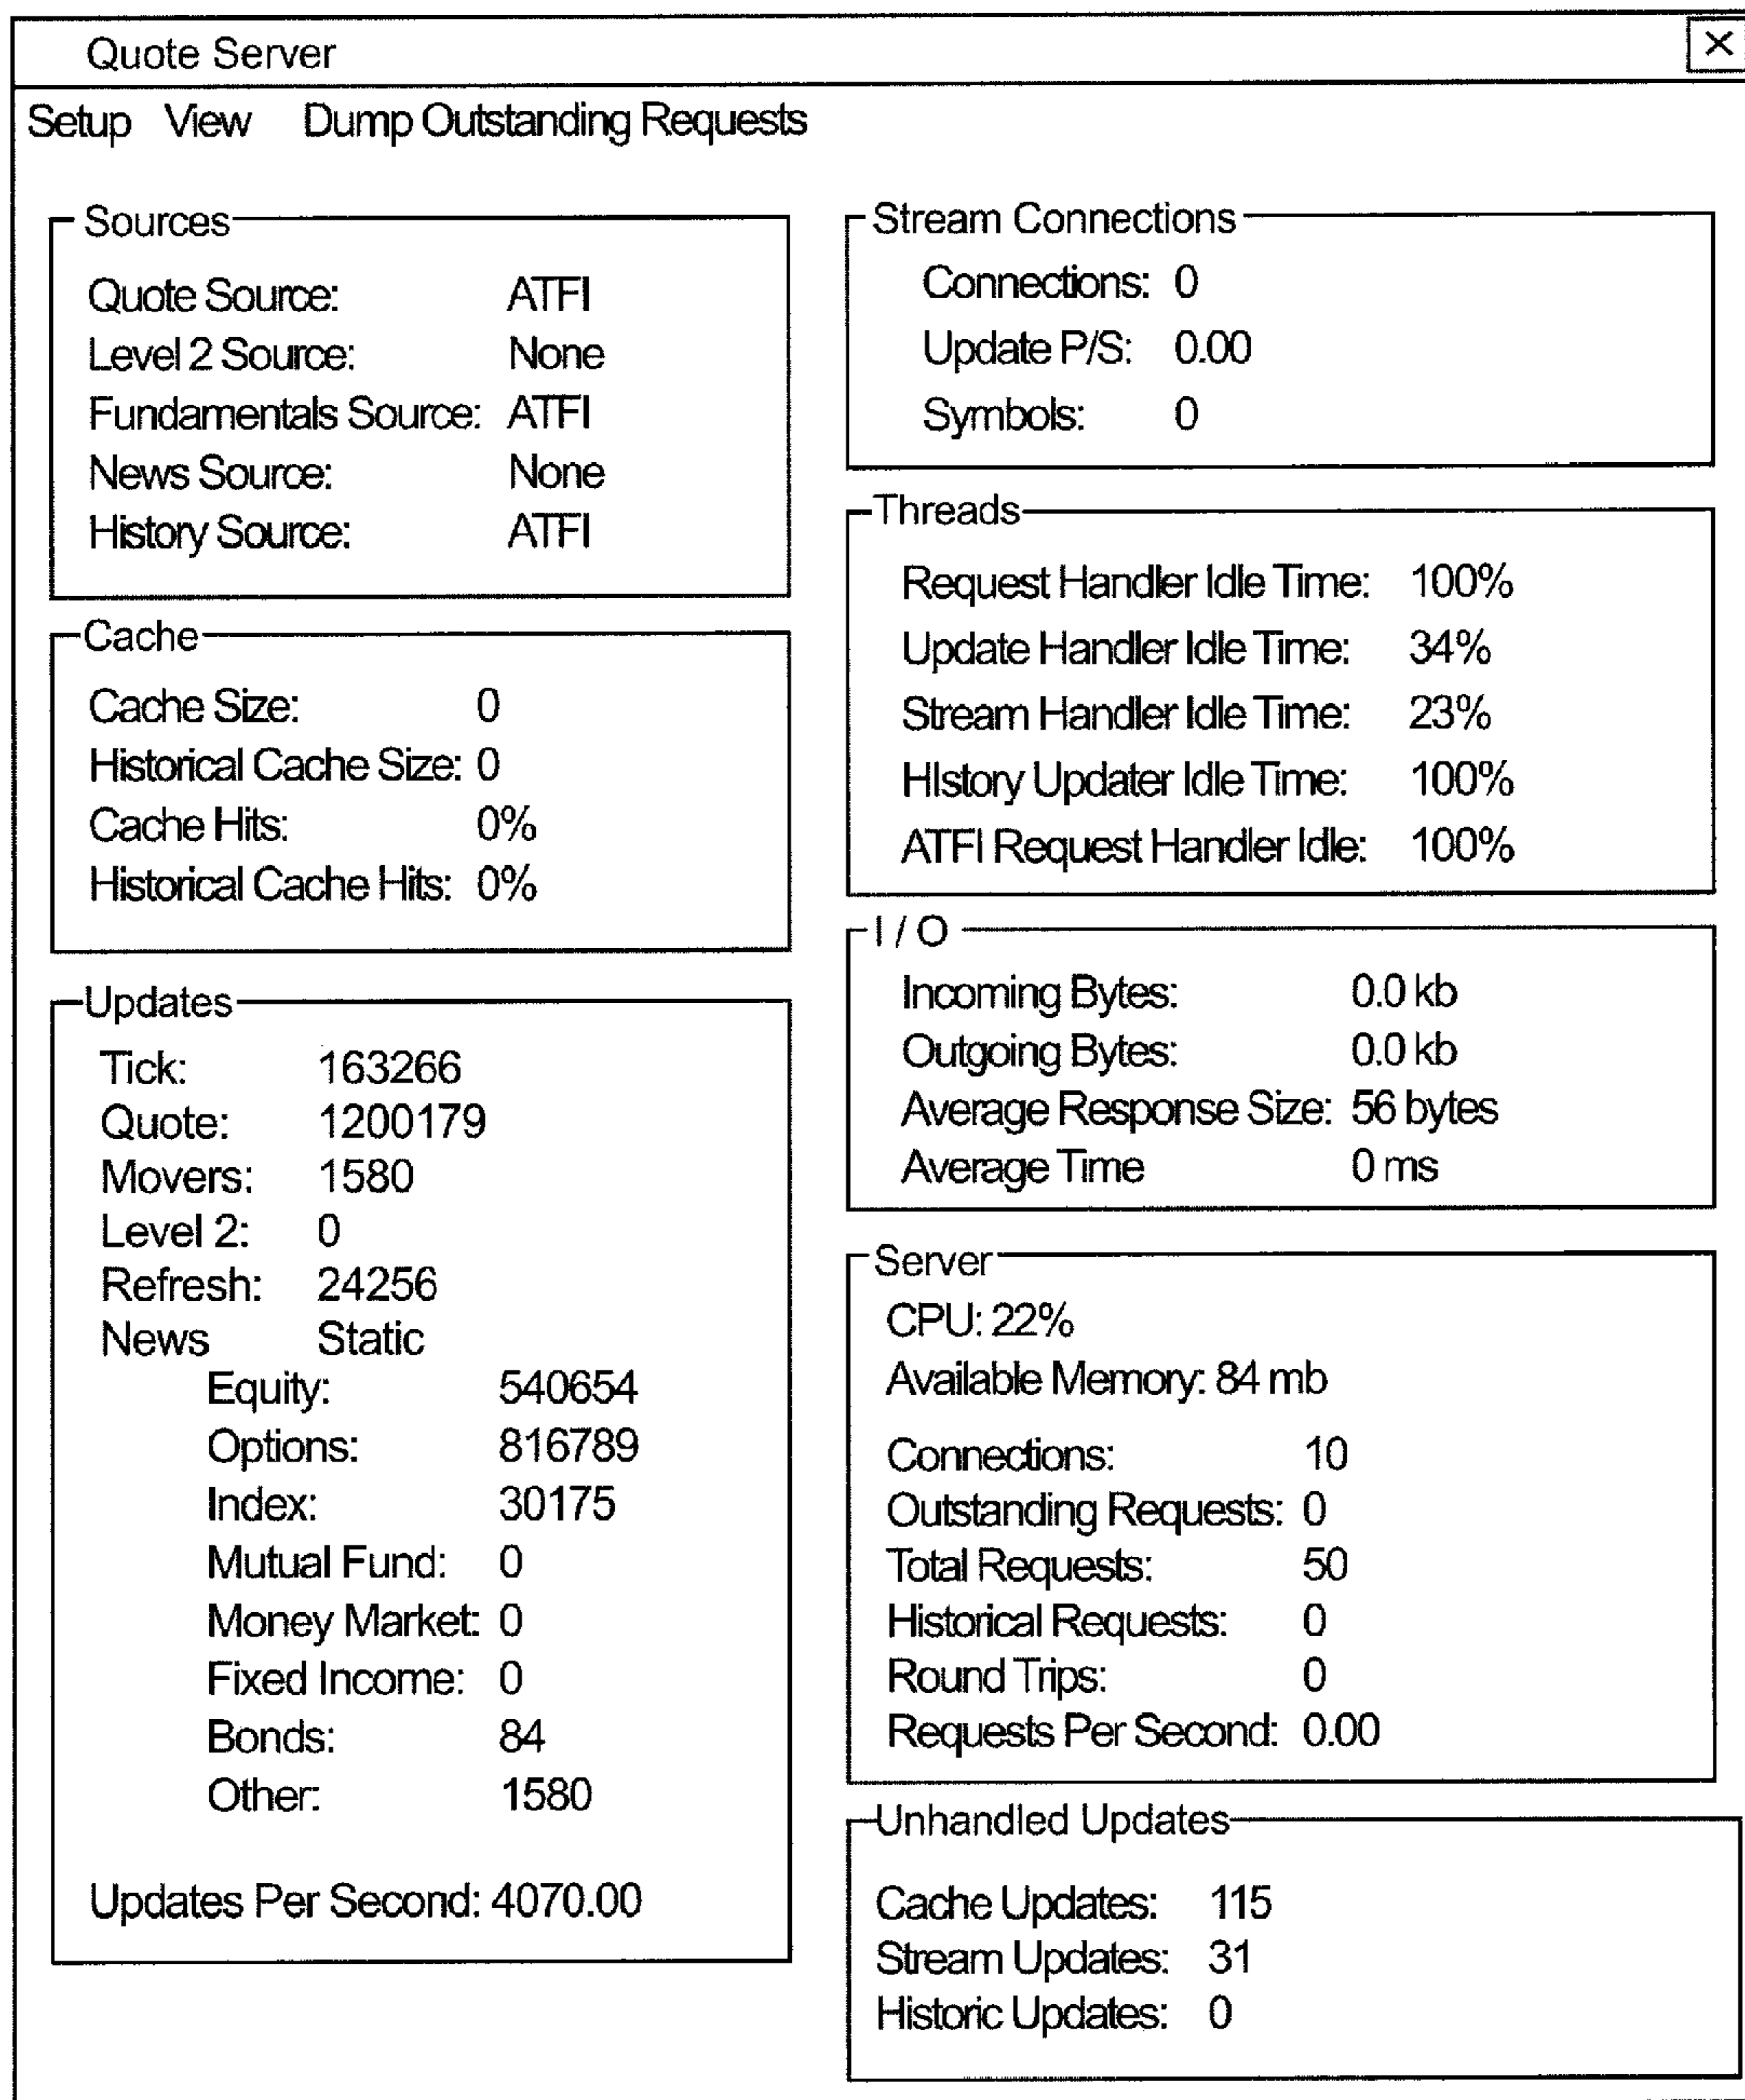 Quote Server
Setup View Dump Outstanding Requests
Sources
Quote Source: ATFI
Level 2 Source: None
Fundamentals Source: ATFI
News Source: None
History Source: ATFI
Cache
Cache Size: 0
Historical Cache Size: 0
Cache Hits: 0%
Historical Cache Hits: 0%
Updates
Tick: 163266
Quote: 1200179
Movers: 1580
Level 2: 0
Refresh: 24256
News Static
Equity: 540654
Options: 816789
Index: 30175
Mutual Fund: 0
Money Market: 0
Fixed Income: 0
Bonds: 84
Other: 1580
Updates Per Second: 4070.00
Stream Connections
Connections: 0
Update P/S: 0.00
Symbols: 0
Threads
Request Handler Idle Time: 100%
Update Handler Idle Time: 34%
Stream Handler Idle Time: 23%
HIstory Updater Idle Time: 100%
ATFI Request Handler Idle: 100%
I / O
Incoming Bytes: 0.0 kb
Outgoing Bytes: 0.0 kb
Average Response Size: 56 bytes
Average Time 0 ms
Server
CPU: 22%
Available Memory: 84 mb
Connections: 10
Outstanding Requests: 0
Total Requests: 50
Historical Requests: 0
Round Trips: 0
Requests Per Second: 0.00
Unhandled Updates
Cache Updates: 115
Stream Updates: 31
Historic Updates: 0